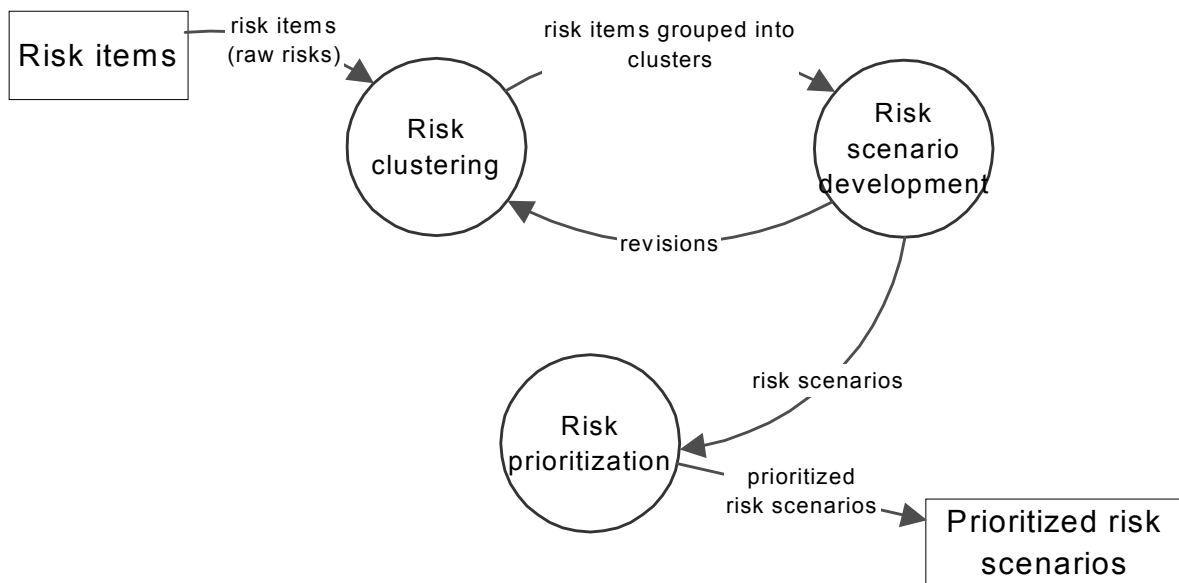 Risk items
risk items
(raw risks)
risk items grouped into
clusters
Risk
clustering
Risk
scenario
development
revisions
risk scenarios
Risk
prioritization
prioritized
risk scenarios
Prioritized risk
scenarios